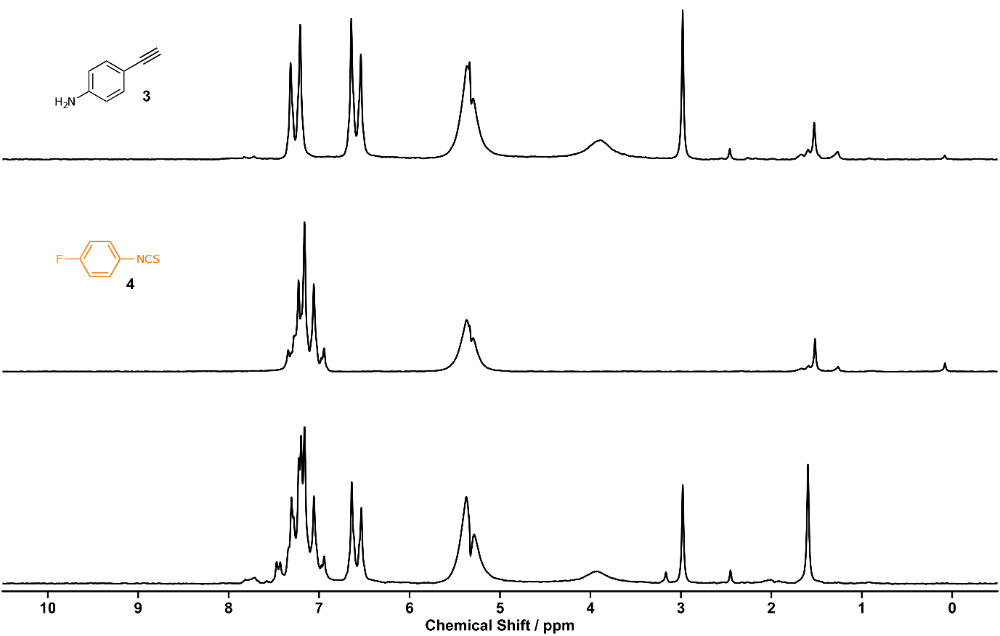 H₂N
3
F
NCS
4
10 9 8 7 6 5 4 3 2 1 0
Chemical Shift / ppm